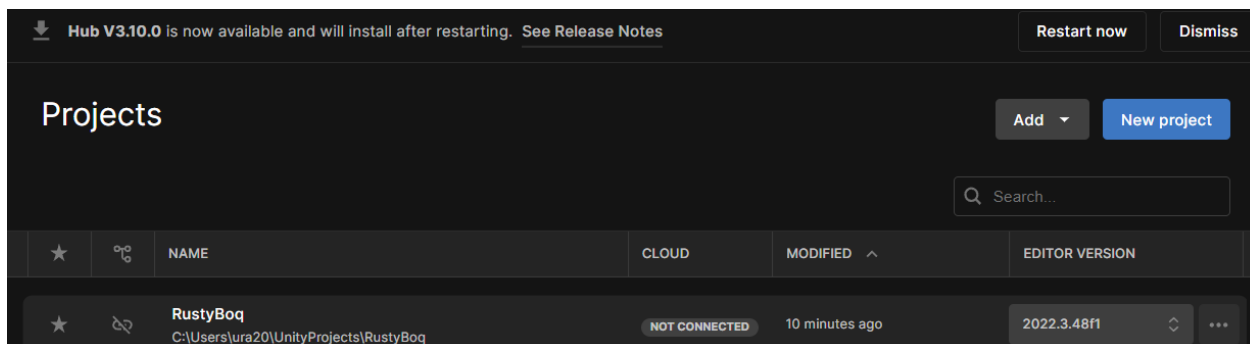 Hub V3.10.0 is now available and will install after restarting. See Release Notes Restart now Dismiss
Projects Add New project
Search...
NAME CLOUD MODIFIED EDITOR VERSION
RustyBoq
NOT CONNECTED 10 minutes ago 2022.3.48f1
C:\Users\ura20\UnityProjects\RustyBoq